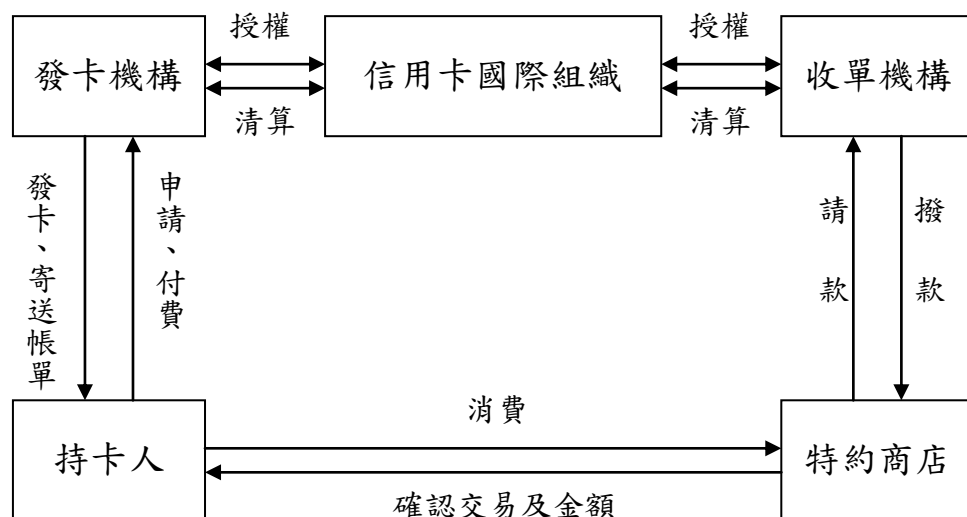 授權
授權
發卡機構
信用卡國際組織
收單機構
清算
清算
發卡、寄送帳單
申請、付費
請款
撥款
消費
持卡人
特約商店
確認交易及金額